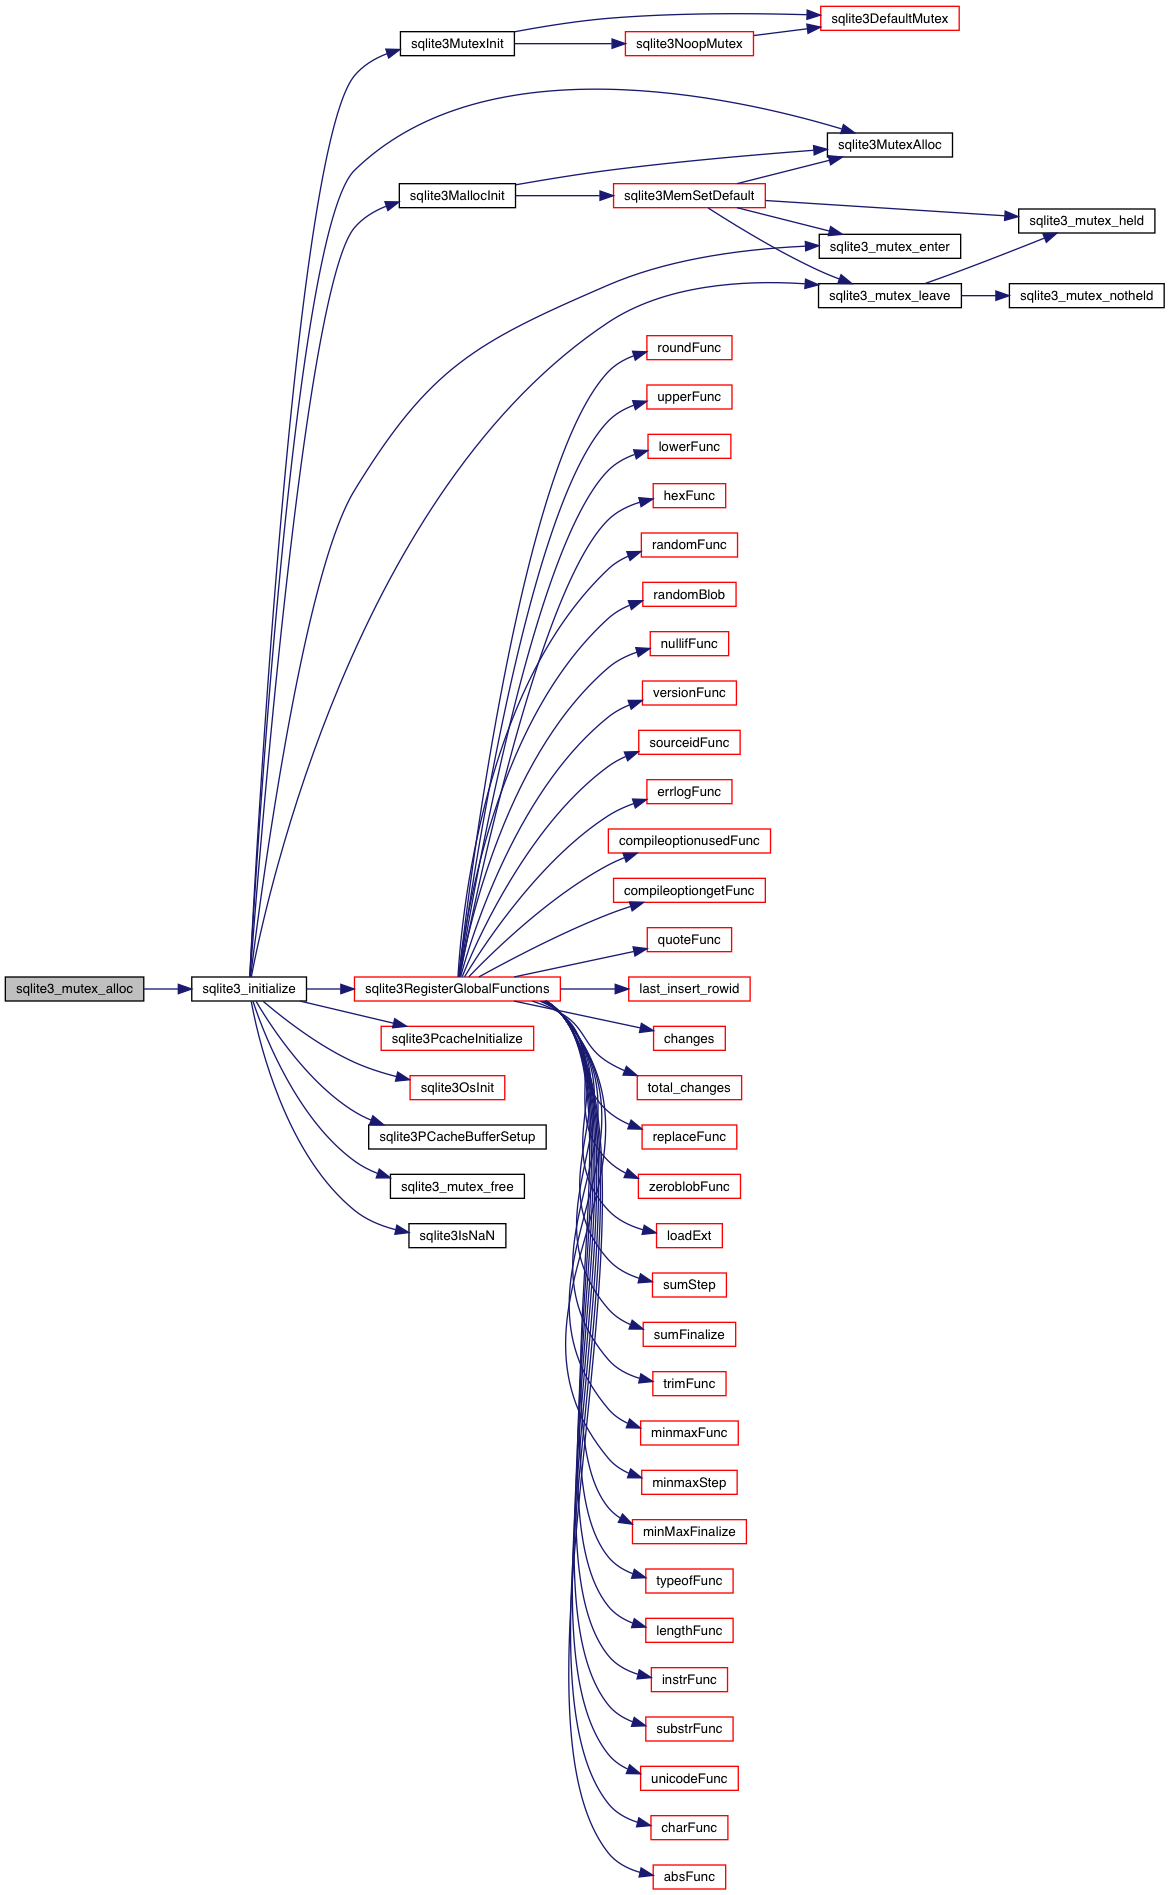 sqlite3DefaultMutex
sqlite3MutexInit
sqlite3NoopMutex
sqlite3MutexAlloc
sqlite3MallocInit
sqlite3MemSetDefault
sqlite3_mutex_held
sqlite3_mutex_enter
sqlite3_mutex_leave
sqlite3_mutex_notheld
roundFunc
upperFunc
lowerFunc
hexFunc
randomFunc
randomBlob
nullifFunc
versionFunc
sourceidFunc
errlogFunc
compileoptionusedFunc
compileoptiongetFunc
quoteFunc
sqlite3_mutex_alloc
sqlite3_initialize
sqlite3RegisterGlobalFunctions
last_insert_rowid
sqlite3PcacheInitialize
changes
sqlite3OsInit
total_changes
sqlite3PCacheBufferSetup
replaceFunc
sqlite3_mutex_free
zeroblobFunc
sqlite3IsNaN
loadExt
sumStep
sumFinalize
trimFunc
minmaxFunc
minmaxStep
minMaxFinalize
typeofFunc
lengthFunc
instrFunc
substrFunc
unicodeFunc
charFunc
absFunc